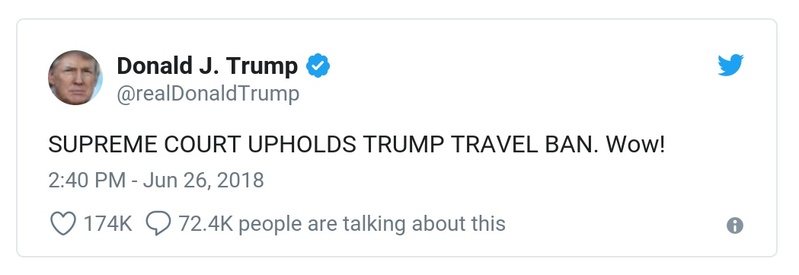 Donald J. Trump
@realDonaldTrump
SUPREME COURT UPHOLDS TRUMP TRAVEL BAN. Wow!
2:40 PM - Jun 26, 2018
174K 72.4K people are talking about this